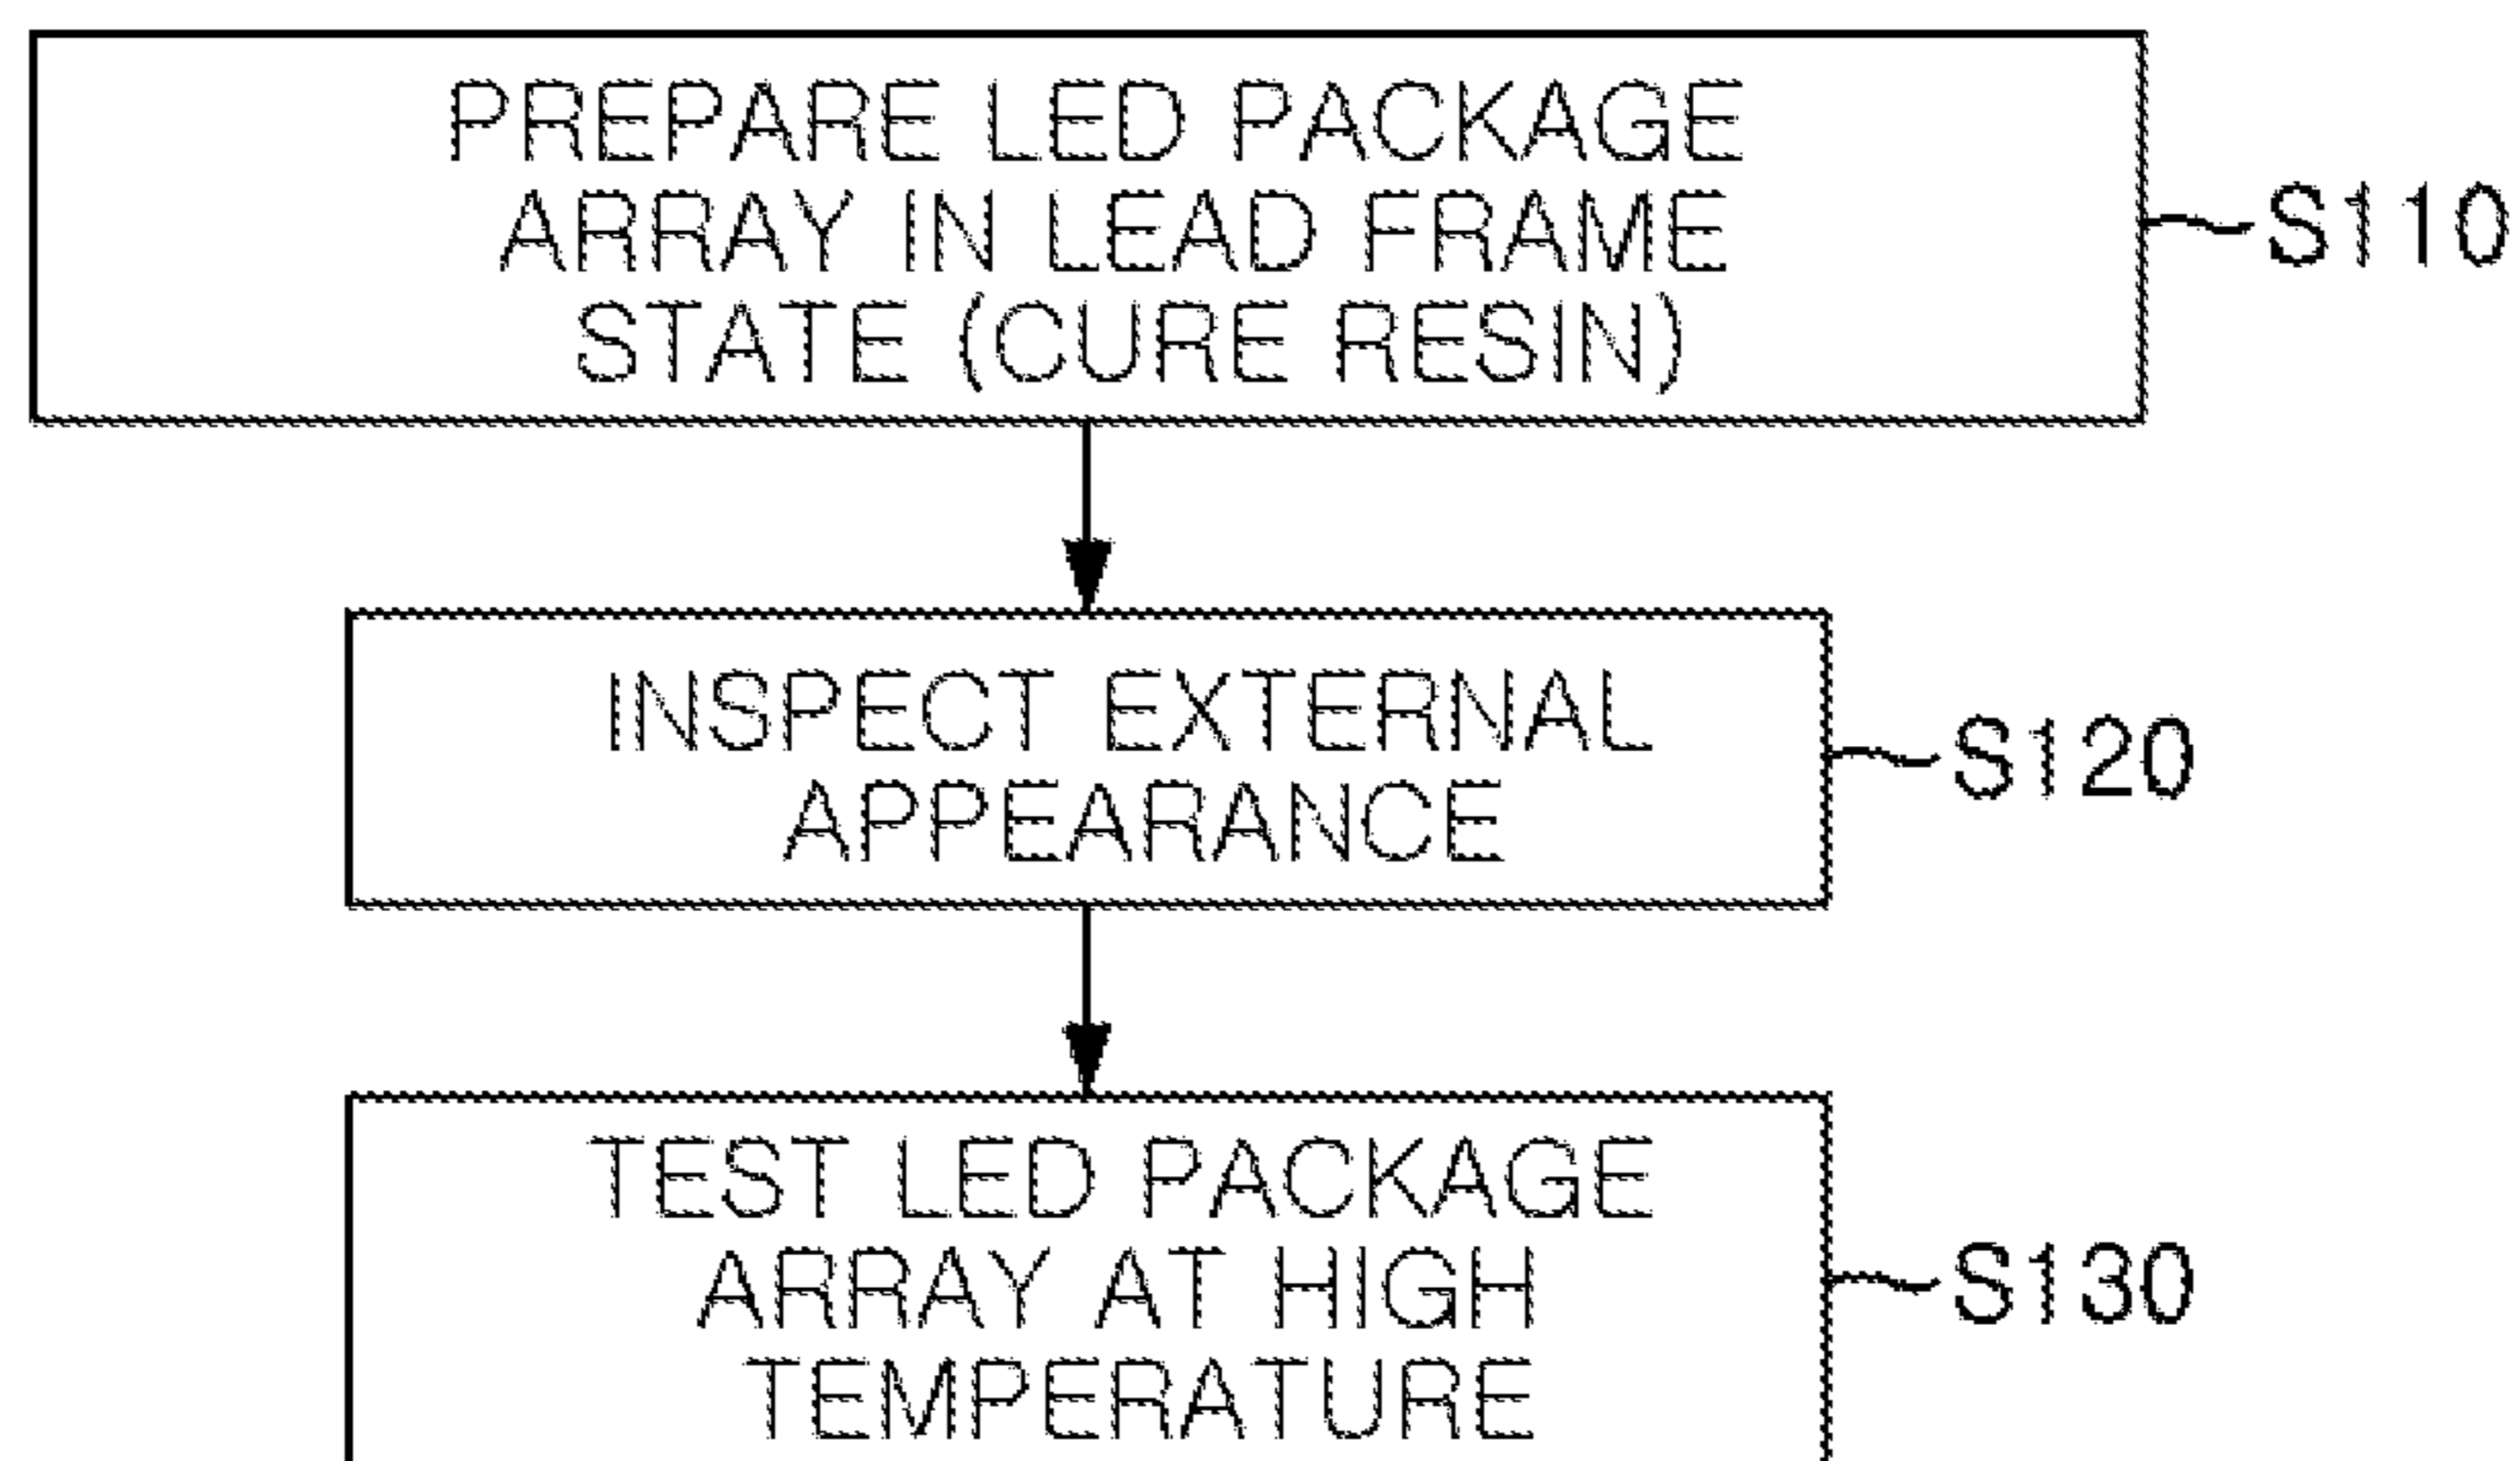 PREPARE LED PACKAGE
ARRAY IN LEAD FRAME
STATE (CURE RESIN)
S110
INSPECT EXTERNAL
APPEARANCE
S120
TEST LED PACKAGE
ARRAY AT HIGH
TEMPERATURE
S130